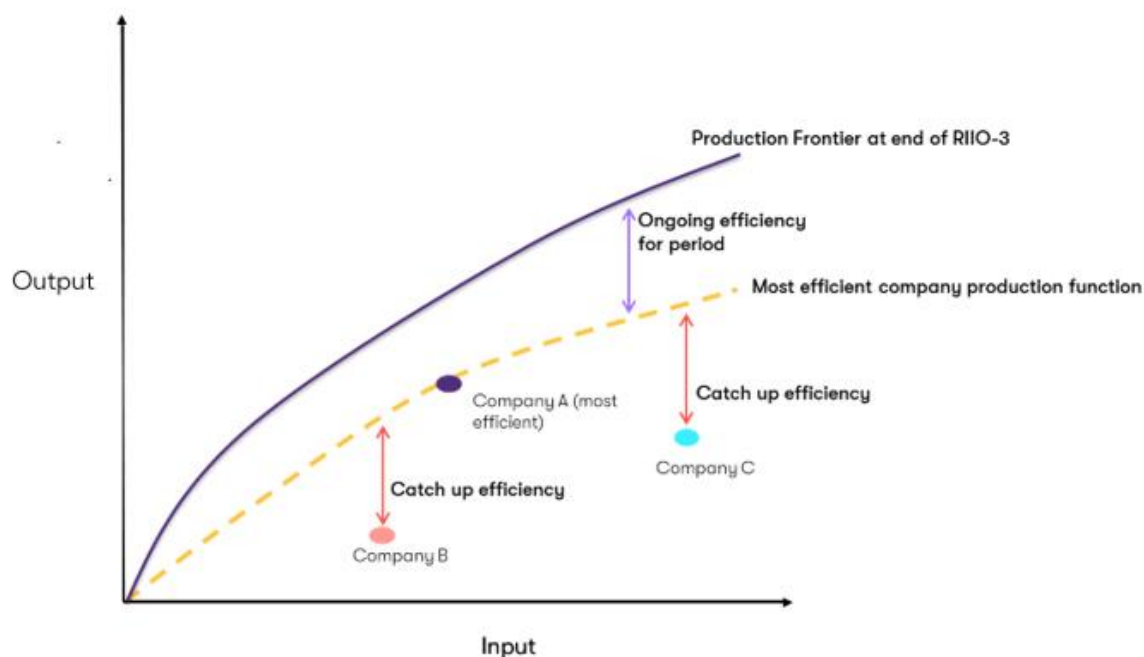 Production Frontier at end of RIIO-3
Ongoing efficiency
for period
Output
Most efficient company production function
Company A (most
efficient)
Catch up efficiency
Company C
Catch up efficiency
Company B
Input